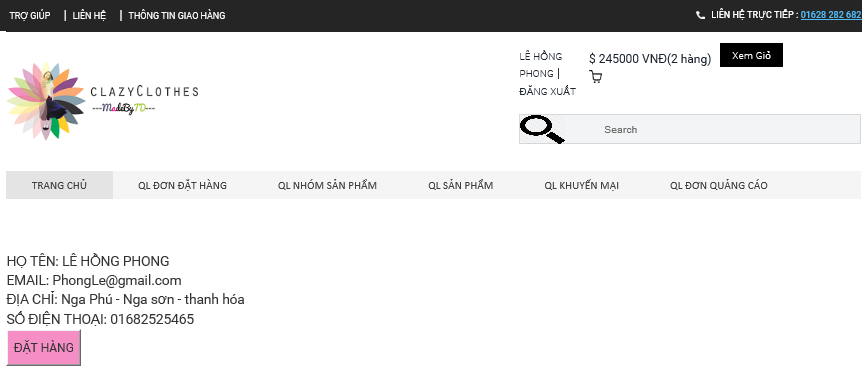 TRỢ GIÚP | LIÊN HỆ | THÔNG TIN GIAO HÀNG
LIÊN HỆ TRỰC TIẾP : 01628 282 682
CLAZYCLOTHES
---MadeByTD---
LÊ HỒNG
PHONG |
ĐĂNG XUẤT
$ 245000 VNĐ(2 hàng)
Xem Giỏ
Search
TRANG CHỦ
QL ĐƠN ĐẶT HÀNG
QL NHÓM SẢN PHẨM
QL SẢN PHẨM
QL KHUYẾN MẠI
QL ĐƠN QUẢNG CÁO
HỌ TÊN: LÊ HỒNG PHONG
EMAIL: PhongLe@gmail.com
ĐỊA CHỈ: Nga Phú - Nga sơn - thanh hóa
SỐ ĐIỆN THOẠI: 01682525465
ĐẶT HÀNG